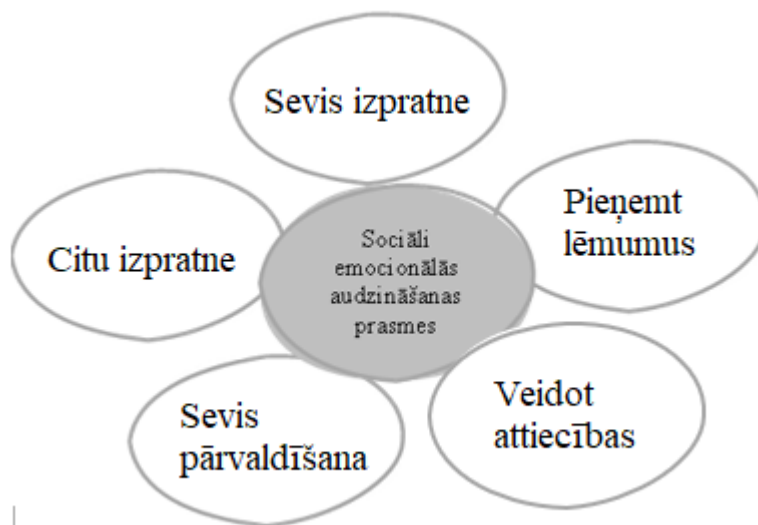 Sevis izpratne
Pieņemt
lēmumus
Citu izpratne
Sociāli
emocionālās
audzināšanas
prasmes
Veidot
attiecības
Sevis
pārvaldīšana